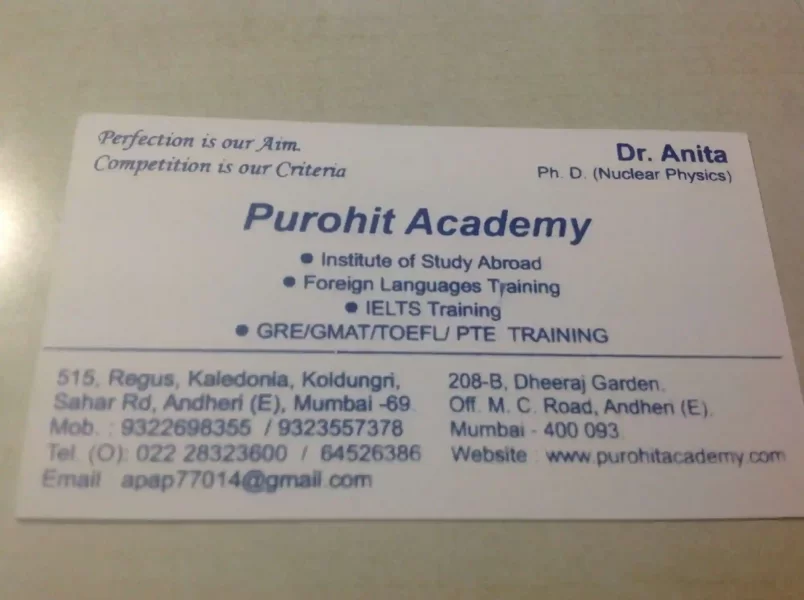 Perfection is our Aim.
Competition is our Criteria
Dr. Anita
Ph. D. (Nuclear Physics)
Purohit Academy
• Institute of Study Abroad
• Foreign Languages Training
• IELTS Training
• GRE/GMAT/TOEFL/ PTE TRAINING
515, Regus, Kaledonia, Koldungri,
Sahar Rd, Andheri (E), Mumbai -69.
Mob. : 9322698355 / 9323557378
Tel. (O): 022 28323600 / 64526386
Email apap77014@gmail.com
208-B, Dheeraj Garden.
Off. M. C. Road, Andheri (E).
Mumbai - 400 093.
Website : www.purohitacademy.com